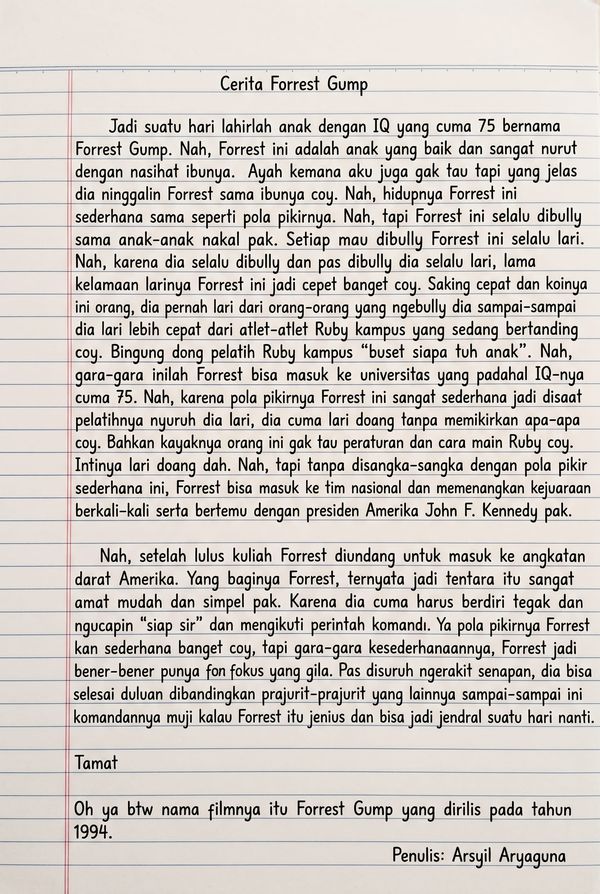 Cerita Forrest Gump
Jadi suatu hari lahirlah anak dengan IQ yang cuma 75 bernama
Forrest Gump. Nah, Forrest ini adalah anak yang baik dan sangat nurut
dengan nasihat ibunya. Ayah kemana aku juga gak tau tapi yang jelas
dia ninggalin Forrest sama ibunya coy. Nah, hidupnya Forrest ini
sederhana sama seperti pola pikirnya. Nah, tapi Forrest ini selalu dibully
sama anak-anak nakal pak. Setiap mau dibully Forrest ini selalu lari.
Nah, karena dia selalu dibully dan pas dibully dia selalu lari, lama
kelamaan larinya Forrest ini jadi cepet banget coy. Saking cepat dan koinya
ini orang, dia pernah lari dari orang-orang yang ngebully dia sampai-sampai
dia lari lebih cepat dari atlet-atlet Ruby kampus yang sedang bertanding
coy. Bingung dong pelatih Ruby kampus “buset siapa tuh anak”. Nah,
gara-gara inilah Forrest bisa masuk ke universitas yang padahal IQ-nya
cuma 75. Nah, karena pola pikirnya Forrest ini sangat sederhana jadi disaat
pelatihnya nyuruh dia lari, dia cuma lari doang tanpa memikirkan apa-apa
coy. Bahkan kayaknya orang ini gak tau peraturan dan cara main Ruby coy.
Intinya lari doang dah. Nah, tapi tanpa disangka-sangka dengan pola pikir
sederhana ini, Forrest bisa masuk ke tim nasional dan memenangkan kejuaraan
berkali-kali serta bertemu dengan presiden Amerika John F. Kennedy pak.
Nah, setelah lulus kuliah Forrest diundang untuk masuk ke angkatan
darat Amerika. Yang baginya Forrest, ternyata jadi tentara itu sangat
amat mudah dan simpel pak. Karena dia cuma harus berdiri tegak dan
ngucapin “siap sir” dan mengikuti perintah komandı. Ya pola pikirnya Forrest
kan sederhana banget coy, tapi gara-gara kesederhanaannya, Forrest jadi
bener-bener punya fon fokus yang gila. Pas disuruh ngerakit senapan, dia bisa
selesai duluan dibandingkan prajurit-prajurit yang lainnya sampai-sampai ini
komandannya muji kalau Forrest itu jenius dan bisa jadi jendral suatu hari nanti.
Tamat
Oh ya btw nama filmnya itu Forrest Gump yang dirilis pada tahun
1994.
Penulis: Arsyil Aryaguna